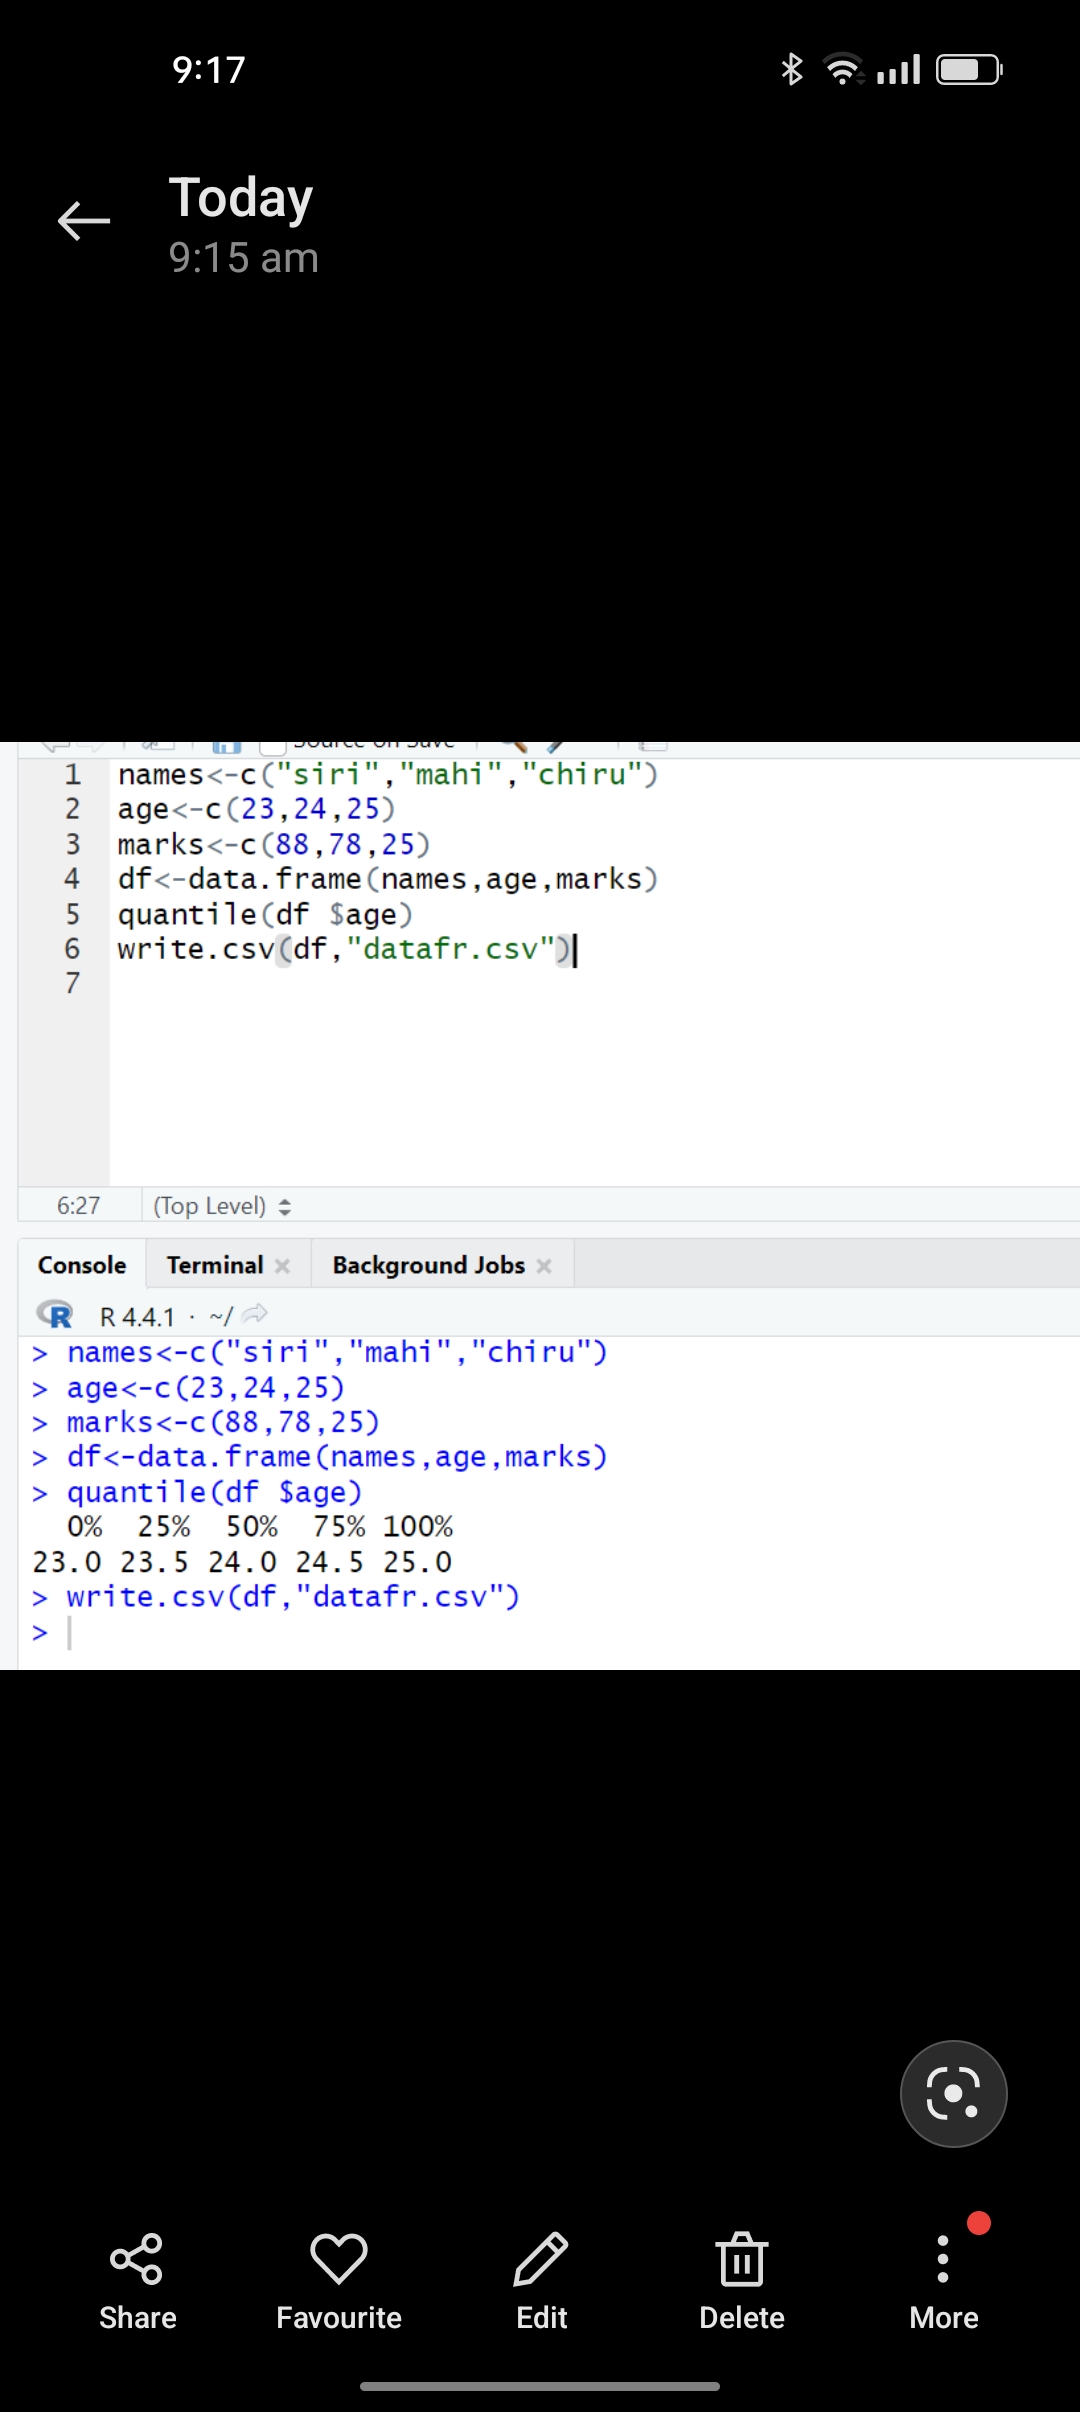 9:17
Today
9:15 am
Source on Save
1 names<-c("siri","mahi","chiru")
2 age<-c(23,24,25)
3 marks<-c(88,78,25)
4 df<-data.frame(names,age,marks)
5 quantile(df $age)
6 write.csv(df,"datafr.csv")
7
6:27 (Top Level)
Console Terminal Background Jobs
R R 4.4.1 · ~/
> names<-c("siri","mahi","chiru")
> age<-c(23,24,25)
> marks<-c(88,78,25)
> df<-data.frame(names,age,marks)
> quantile(df $age)
0% 25% 50% 75% 100%
23.0 23.5 24.0 24.5 25.0
> write.csv(df,"datafr.csv")
>
Share Favourite Edit Delete More